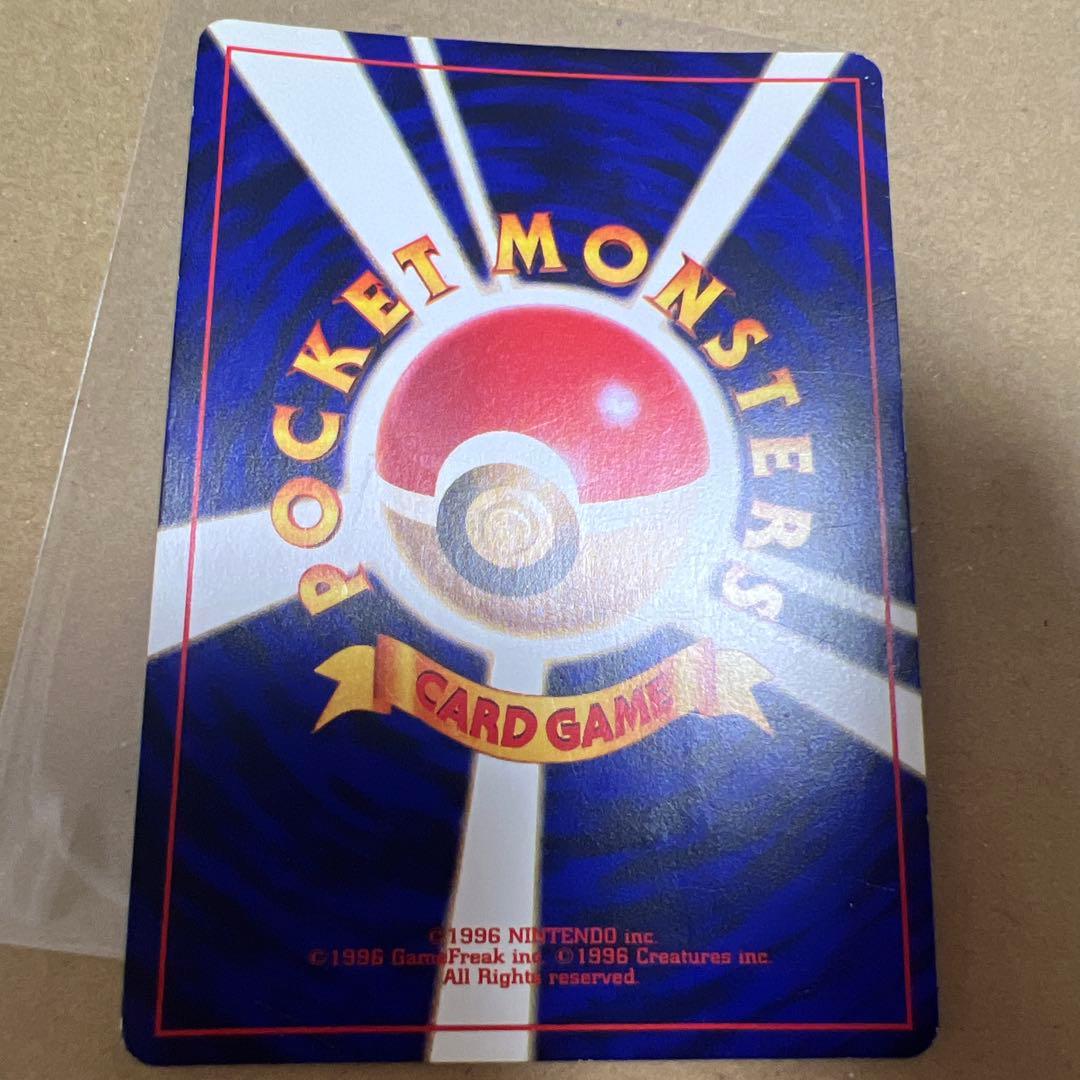 POCKET MONSTERS
CARD GAME
©1996 NINTENDO inc.
©1996 GameFreak inc. ©1996 Creatures inc.
All Rights reserved.